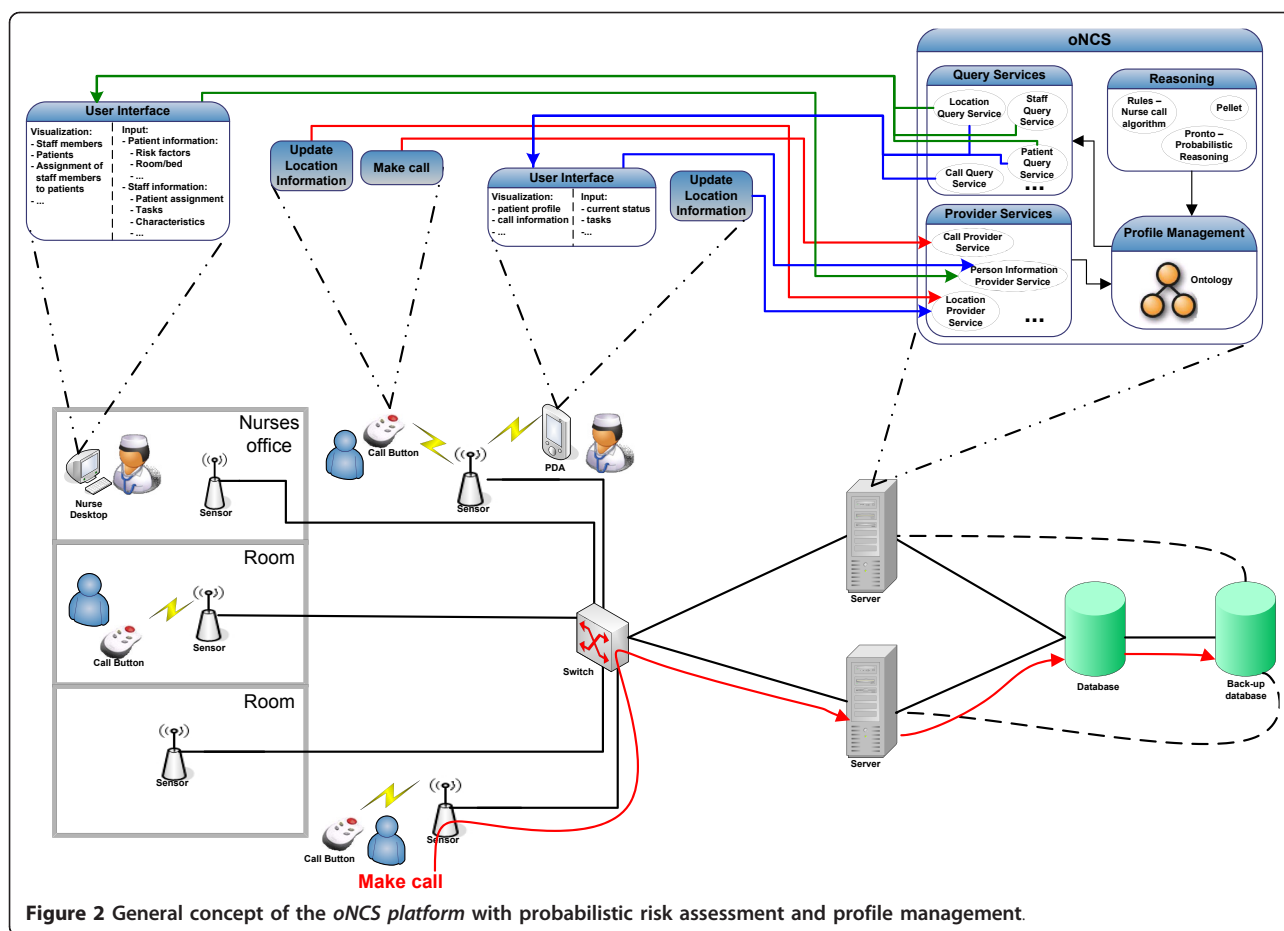 oNCS
Query Services
Location
Query Service
Staff
Query
Service
Patient
Query
Service
Call Query
Service
...
Reasoning
Rules –
Nurse call
algorithm
Pellet
Pronto –
Probabilistic
Reasoning
Provider Services
Call Provider
Service
Person Information
Provider Service
Location
Provider
Service
...
Profile Management
Ontology
User Interface
Visualization:
- Staff members
- Patients
- Assignment of
staff members
to patients
- ...
Input:
- Patient information:
- Risk factors
- Room/bed
- ...
- Staff information:
- Patient assignment
- Tasks
- Characteristics
- ...
Update
Location
Information
Make call
User Interface
Visualization:
- patient profile
- call information
- ...
Input:
- current status
- tasks
-...
Update
Location
Information
Nurses
office
Nurse
Desktop
Sensor
Call Button
Sensor
PDA
Room
Call Button
Sensor
Room
Sensor
Switch
Server
Server
Database
Back-up
database
Call Button
Sensor
Make call
Figure 2 General concept of the oNCS platform with probabilistic risk assessment and profile management.